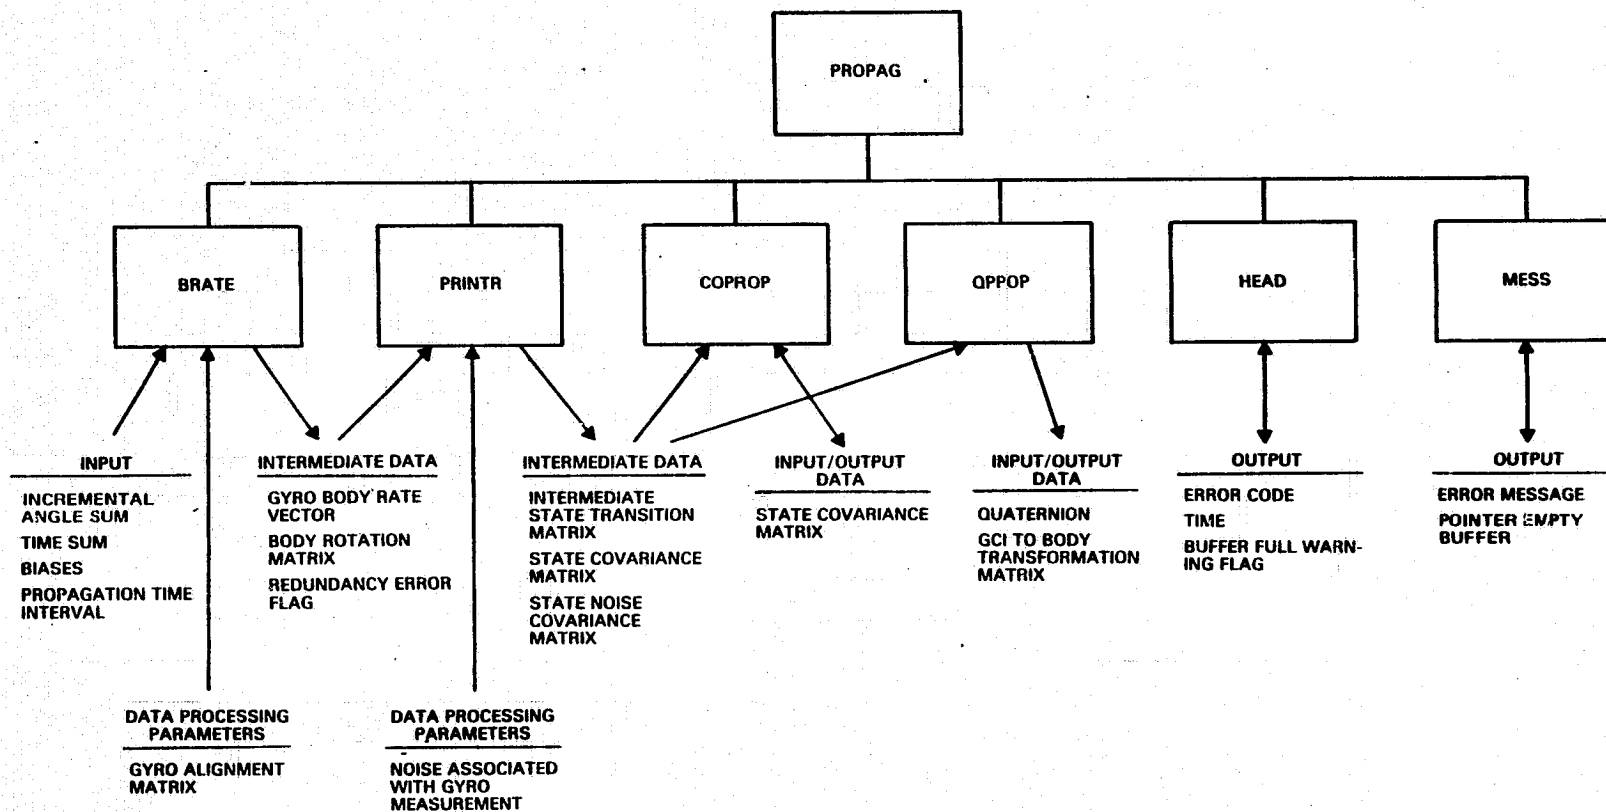 PROPAG
BRATE
PRINTR
COPROP
QPPOP
HEAD
MESS
INPUT
INCREMENTAL
ANGLE SUM
TIME SUM
BIASES
PROPAGATION TIME
INTERVAL
INTERMEDIATE DATA
GYRO BODY RATE
VECTOR
BODY ROTATION
MATRIX
REDUNDANCY ERROR
FLAG
INTERMEDIATE DATA
INTERMEDIATE
STATE TRANSITION
MATRIX
STATE COVARIANCE
MATRIX
STATE NOISE
COVARIANCE
MATRIX
INPUT/OUTPUT
DATA
STATE COVARIANCE
MATRIX
INPUT/OUTPUT
DATA
QUATERNION
GCI TO BODY
TRANSFORMATION
MATRIX
OUTPUT
ERROR CODE
TIME
BUFFER FULL WARN-
ING FLAG
OUTPUT
ERROR MESSAGE
POINTER EMPTY
BUFFER
DATA PROCESSING
PARAMETERS
GYRO ALIGNMENT
MATRIX
DATA PROCESSING
PARAMETERS
NOISE ASSOCIATED
WITH GYRO
MEASUREMENT